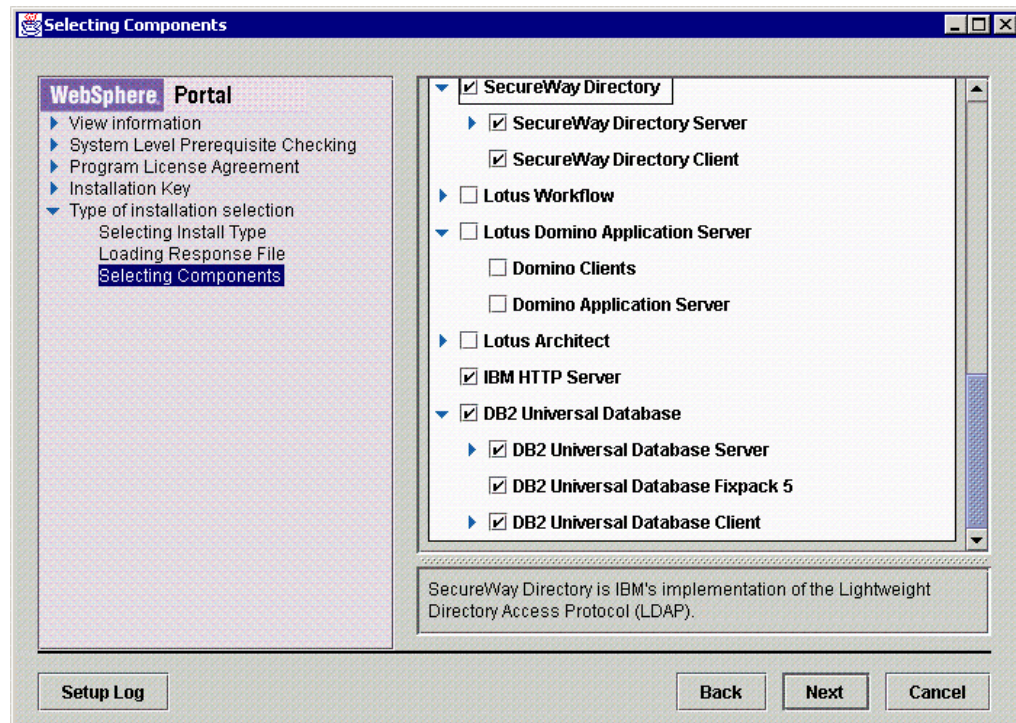 Selecting Components
WebSphere Portal
View information
System Level Prerequisite Checking
Program License Agreement
Installation Key
Type of installation selection
Selecting Install Type
Loading Response File
Selecting Components
SecureWay Directory
SecureWay Directory Server
SecureWay Directory Client
Lotus Workflow
Lotus Domino Application Server
Domino Clients
Domino Application Server
Lotus Architect
IBM HTTP Server
DB2 Universal Database
DB2 Universal Database Server
DB2 Universal Database Fixpack 5
DB2 Universal Database Client
SecureWay Directory is IBM's implementation of the Lightweight
Directory Access Protocol (LDAP).
Setup Log
Back
Next
Cancel